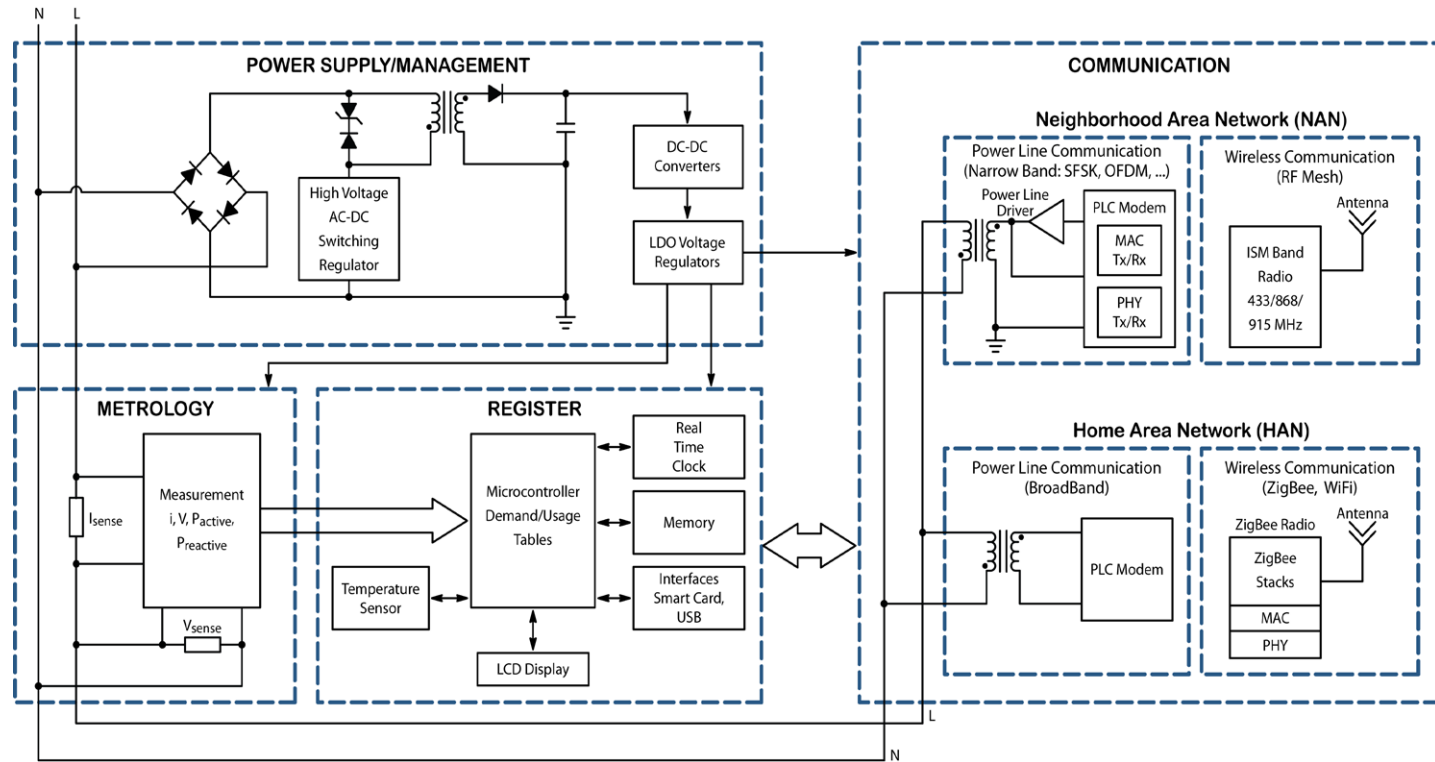 N
L
POWER SUPPLY/MANAGEMENT
High Voltage
AC-DC
Switching
Regulator
DC-DC
Converters
LDO Voltage
Regulators
METROLOGY
Isense
Measurement
i, V, Pactive,
Preactive
Vsense
REGISTER
Microcontroller
Demand/Usage
Tables
Real
Time
Clock
Memory
Interfaces
Smart Card,
USB
Temperature
Sensor
LCD Display
COMMUNICATION
Neighborhood Area Network (NAN)
Power Line Communication
(Narrow Band: SFSK, OFDM, ...)
Power Line
Driver
PLC Modem
MAC
Tx/Rx
PHY
Tx/Rx
Wireless Communication
(RF Mesh)
Antenna
ISM Band
Radio
433/868/
915 MHz
Home Area Network (HAN)
Power Line Communication
(BroadBand)
PLC Modem
Wireless Communication
(ZigBee, WiFi)
ZigBee Radio
Antenna
ZigBee
Stacks
MAC
PHY
L
N